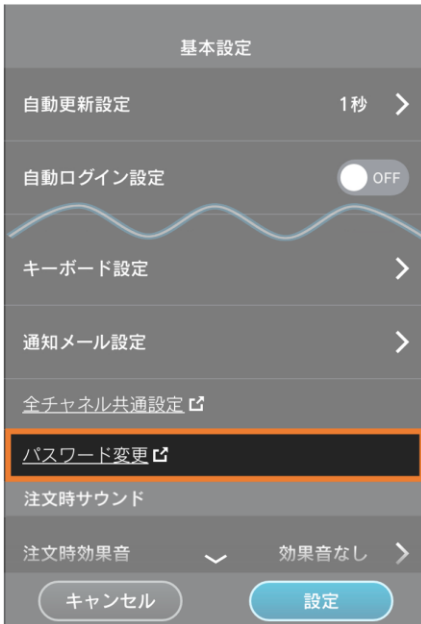 基本設定
自動更新設定 1秒
自動ログイン設定 OFF
キーボード設定
通知メール設定
全チャネル共通設定
パスワード変更
注文時サウンド
注文時効果音 効果音なし
キャンセル 設定